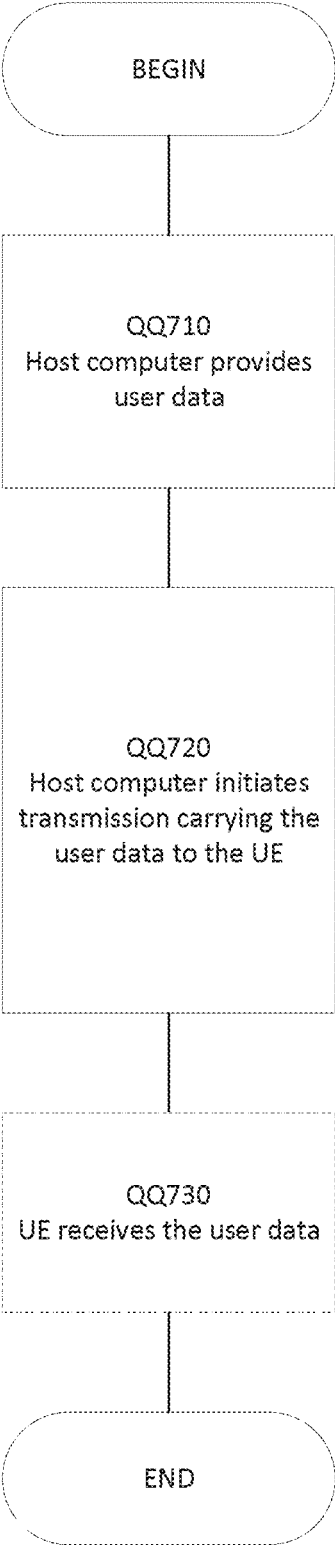 BEGIN
QQ710
Host computer provides
user data
QQ720
Host computer initiates
transmission carrying the
user data to the UE
QQ730
UE receives the user data
END